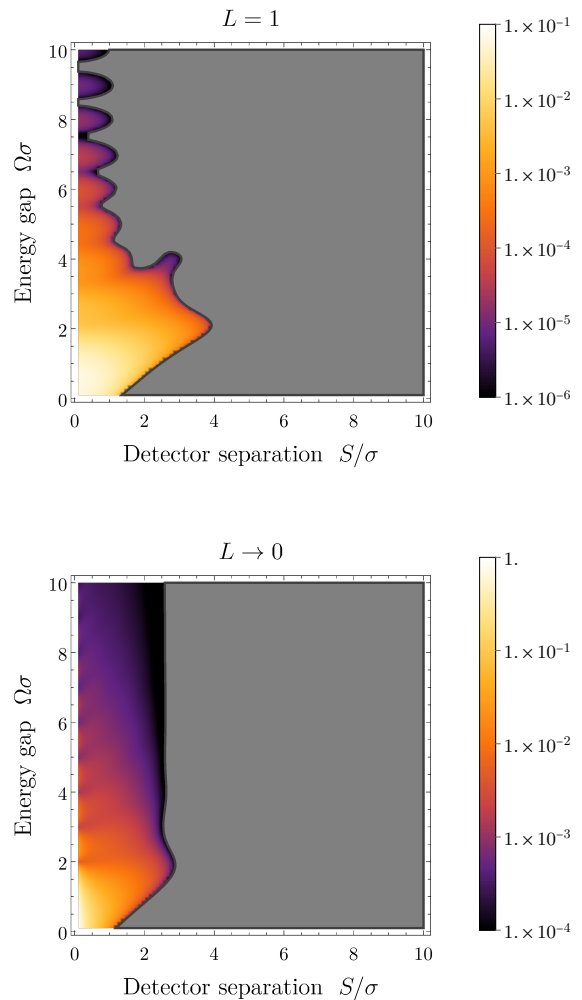 L = 1
10
8
6
4
2
0
Energy gap Ωσ
0 2 4 6 8 10
Detector separation S/σ
1.×10⁻¹
1.×10⁻²
1.×10⁻³
1.×10⁻⁴
1.×10⁻⁵
1.×10⁻⁶
L → 0
10
8
6
4
2
0
Energy gap Ωσ
0 2 4 6 8 10
Detector separation S/σ
1.
1.×10⁻¹
1.×10⁻²
1.×10⁻³
1.×10⁻⁴